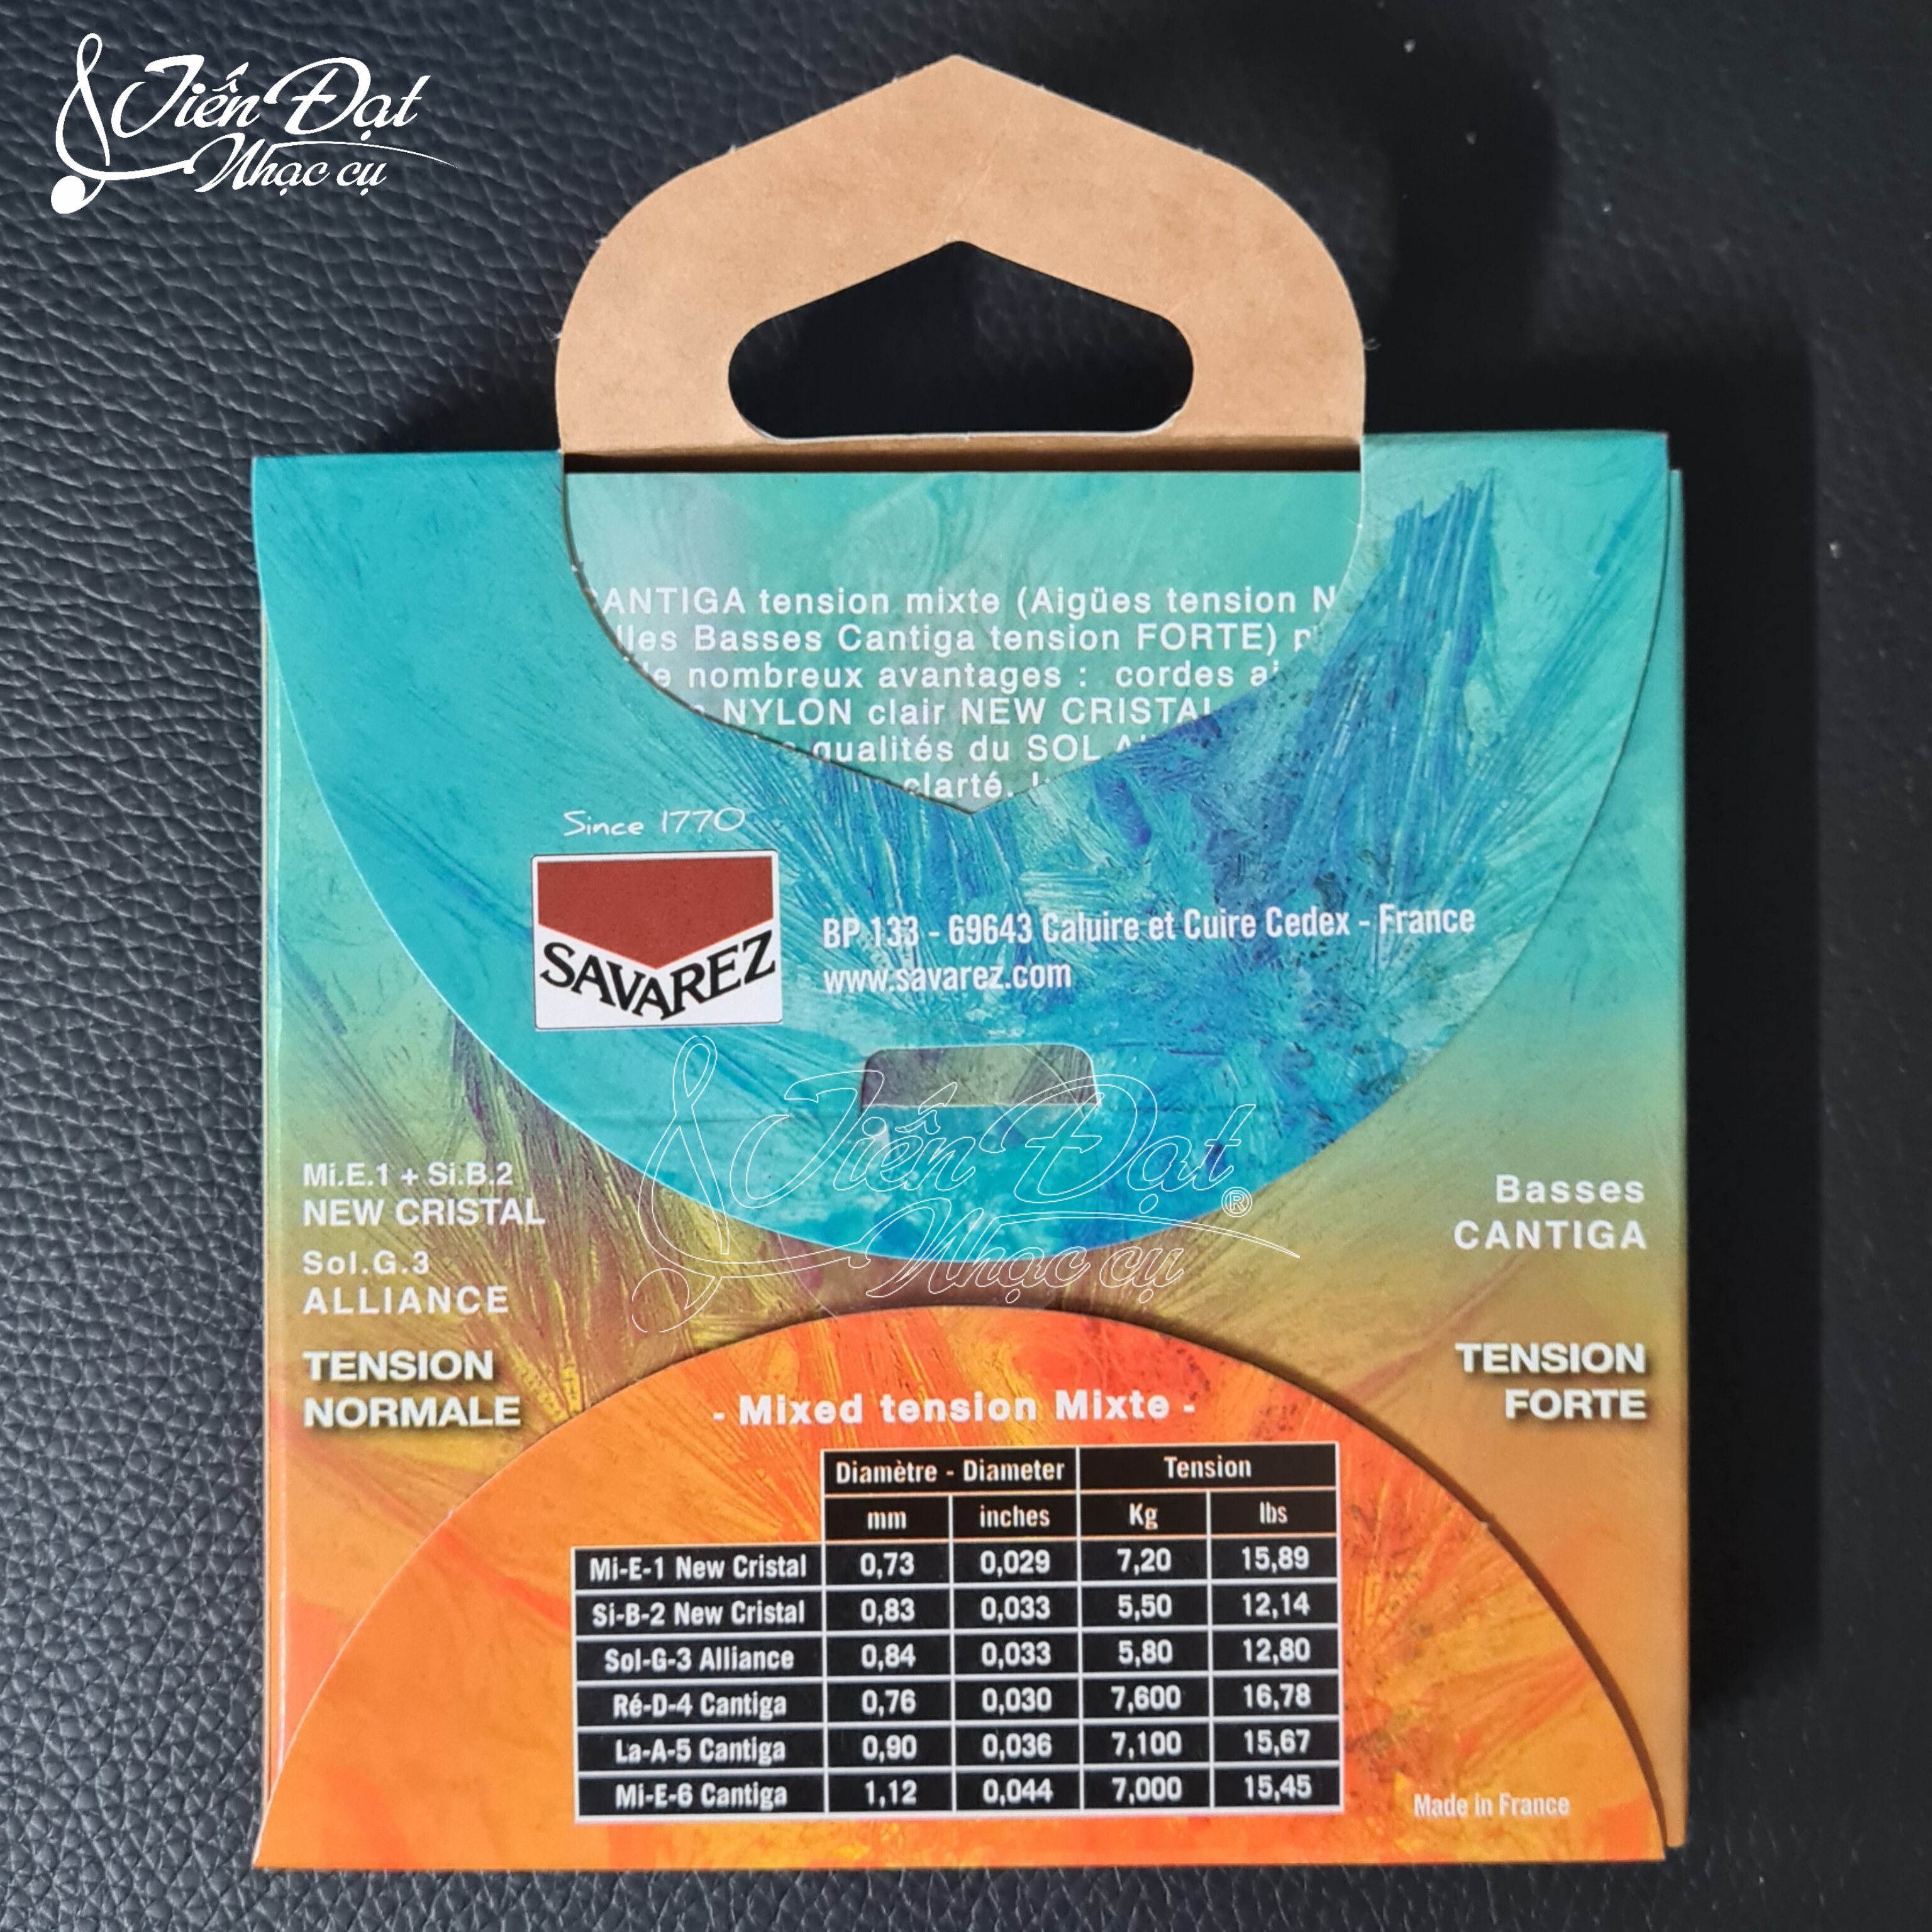 Tiến Đạt
Nhạc cụ
CANTIGA tension mixte (Aigües tension
Basses Cantiga tension FORTE)
nombreux avantages : cordes
NYLON clair NEW CRISTAL
qualités du SOL
clarté.
Since 1770
SAVAREZ
BP 133 - 69643 Caluire et Cuire Cedex - France
www.savarez.com
Tiến Đạt ®
Nhạc cụ
Mi.E.1 + Si.B.2
NEW CRISTAL
Sol.G.3
ALLIANCE
TENSION
NORMALE
Basses
CANTIGA
TENSION
FORTE
- Mixed tension Mixte -
Diamètre - Diameter Tension
mm inches Kg lbs
Mi-E-1 New Cristal 0,73 0,029 7,20 15,89
Si-B-2 New Cristal 0,83 0,033 5,50 12,14
Sol-G-3 Alliance 0,84 0,033 5,80 12,80
Ré-D-4 Cantiga 0,76 0,030 7,600 16,78
La-A-5 Cantiga 0,90 0,036 7,100 15,67
Mi-E-6 Cantiga 1,12 0,044 7,000 15,45
Made in France